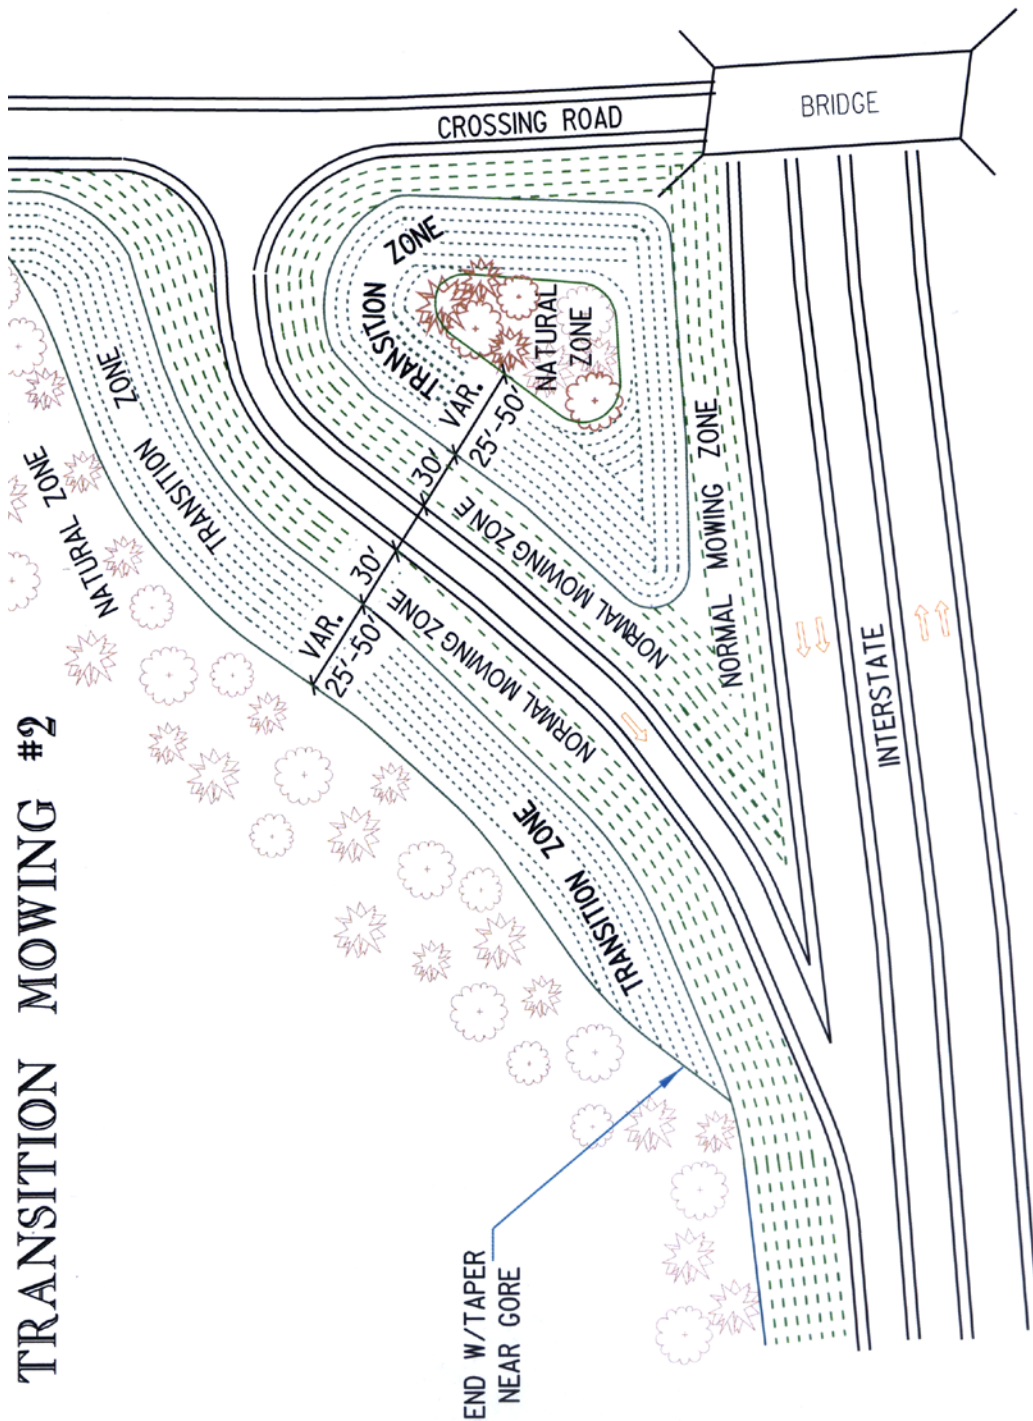 TRANSITION MOWING #2
CROSSING ROAD
BRIDGE
TRANSITION ZONE
NATURAL
ZONE
VAR.
25'-50'
30'
NORMAL MOWING ZONE
NORMAL MOWING ZONE
30'
NORMAL MOWING ZONE
VAR.
25'-50'
TRANSITION ZONE
NATURAL ZONE
TRANSITION ZONE
INTERSTATE
END W/TAPER
NEAR GORE